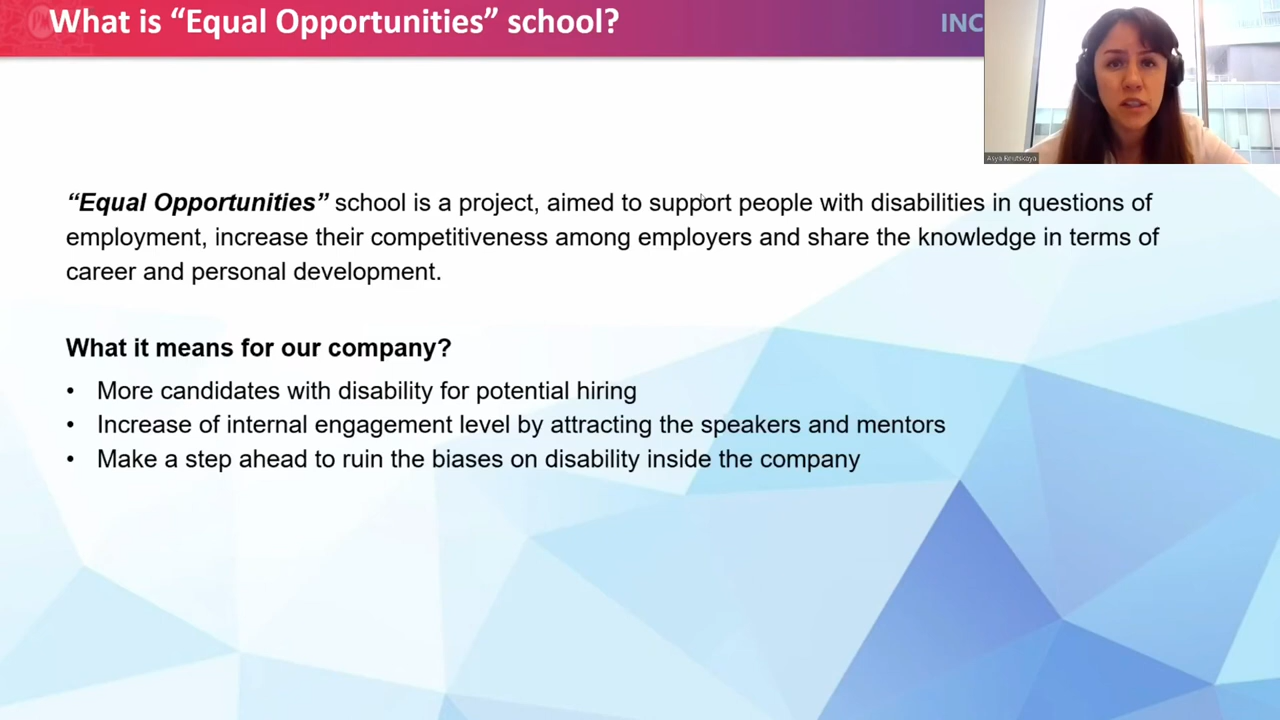 What is “Equal Opportunities” school?
INC
Asya Binutskaya
“Equal Opportunities” school is a project, aimed to support people with disabilities in questions of
employment, increase their competitiveness among employers and share the knowledge in terms of
career and personal development.
What it means for our company?
• More candidates with disability for potential hiring
• Increase of internal engagement level by attracting the speakers and mentors
• Make a step ahead to ruin the biases on disability inside the company